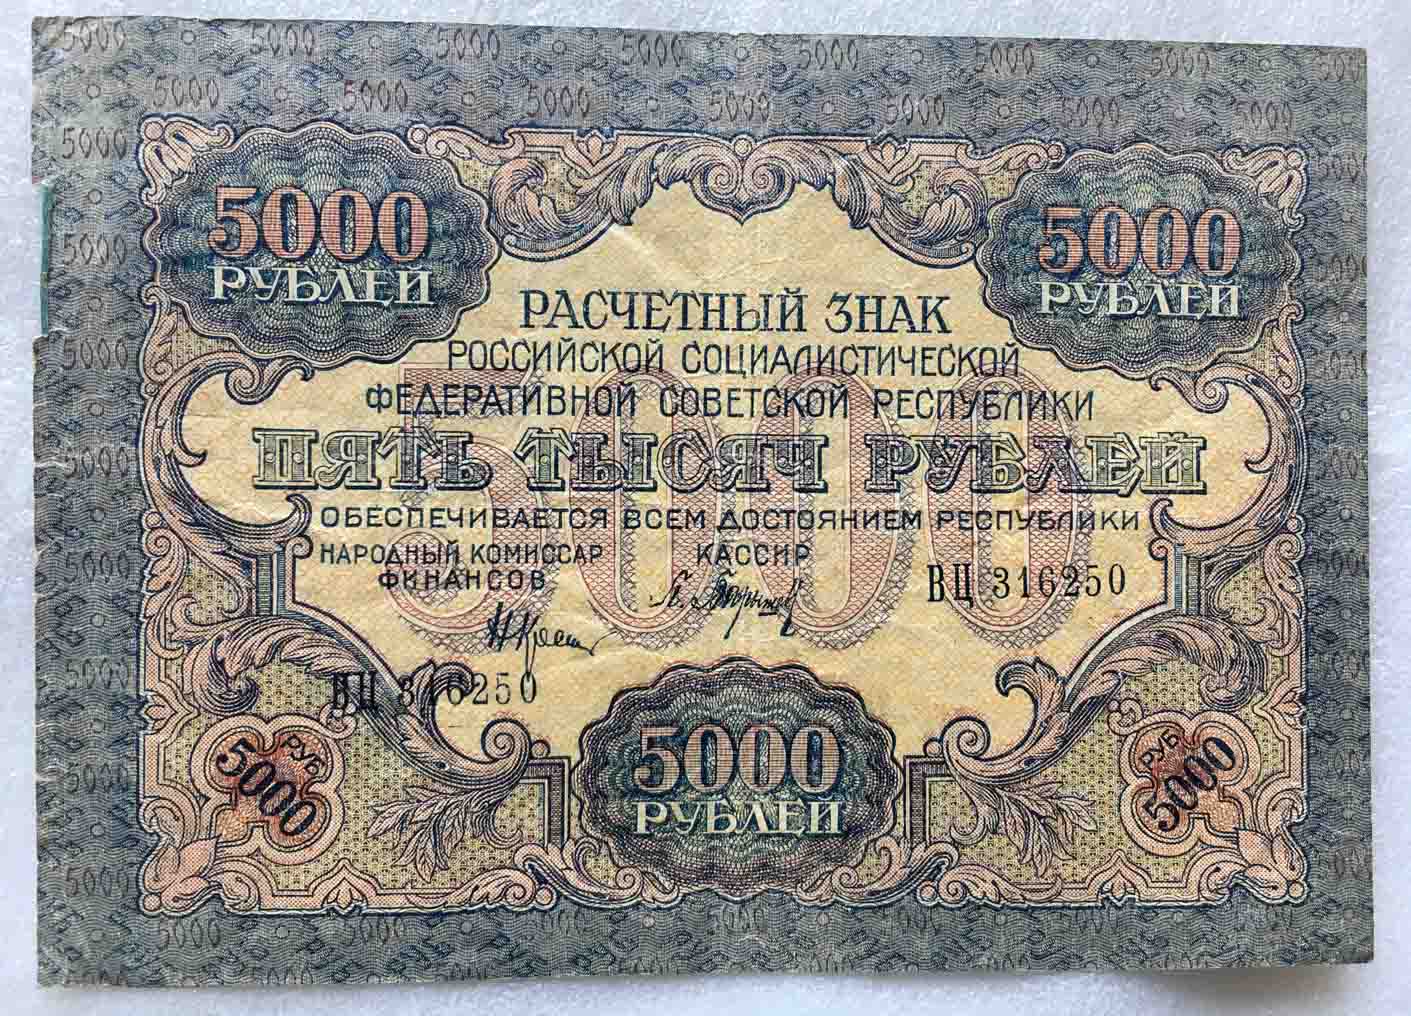 5000
РУБЛЕЙ
5000
РУБЛЕЙ
РАСЧЕТНЫЙ ЗНАК
РОССИЙСКОЙ СОЦИАЛИСТИЧЕСКОЙ
ФЕДЕРАТИВНОЙ СОВЕТСКОЙ РЕСПУБЛИКИ
ПЯТЬ ТЫСЯЧ РУБЛЕЙ
5000
ОБЕСПЕЧИВАЕТСЯ ВСЕМ ДОСТОЯНИЕМ РЕСПУБЛИКИ
НАРОДНЫЙ КОМИССАР
ФИНАНСОВ
КАССИР
ВЦ 316250
ВЦ 316250
5000
РУБЛЕЙ
РУБ
5000
РУБ
5000